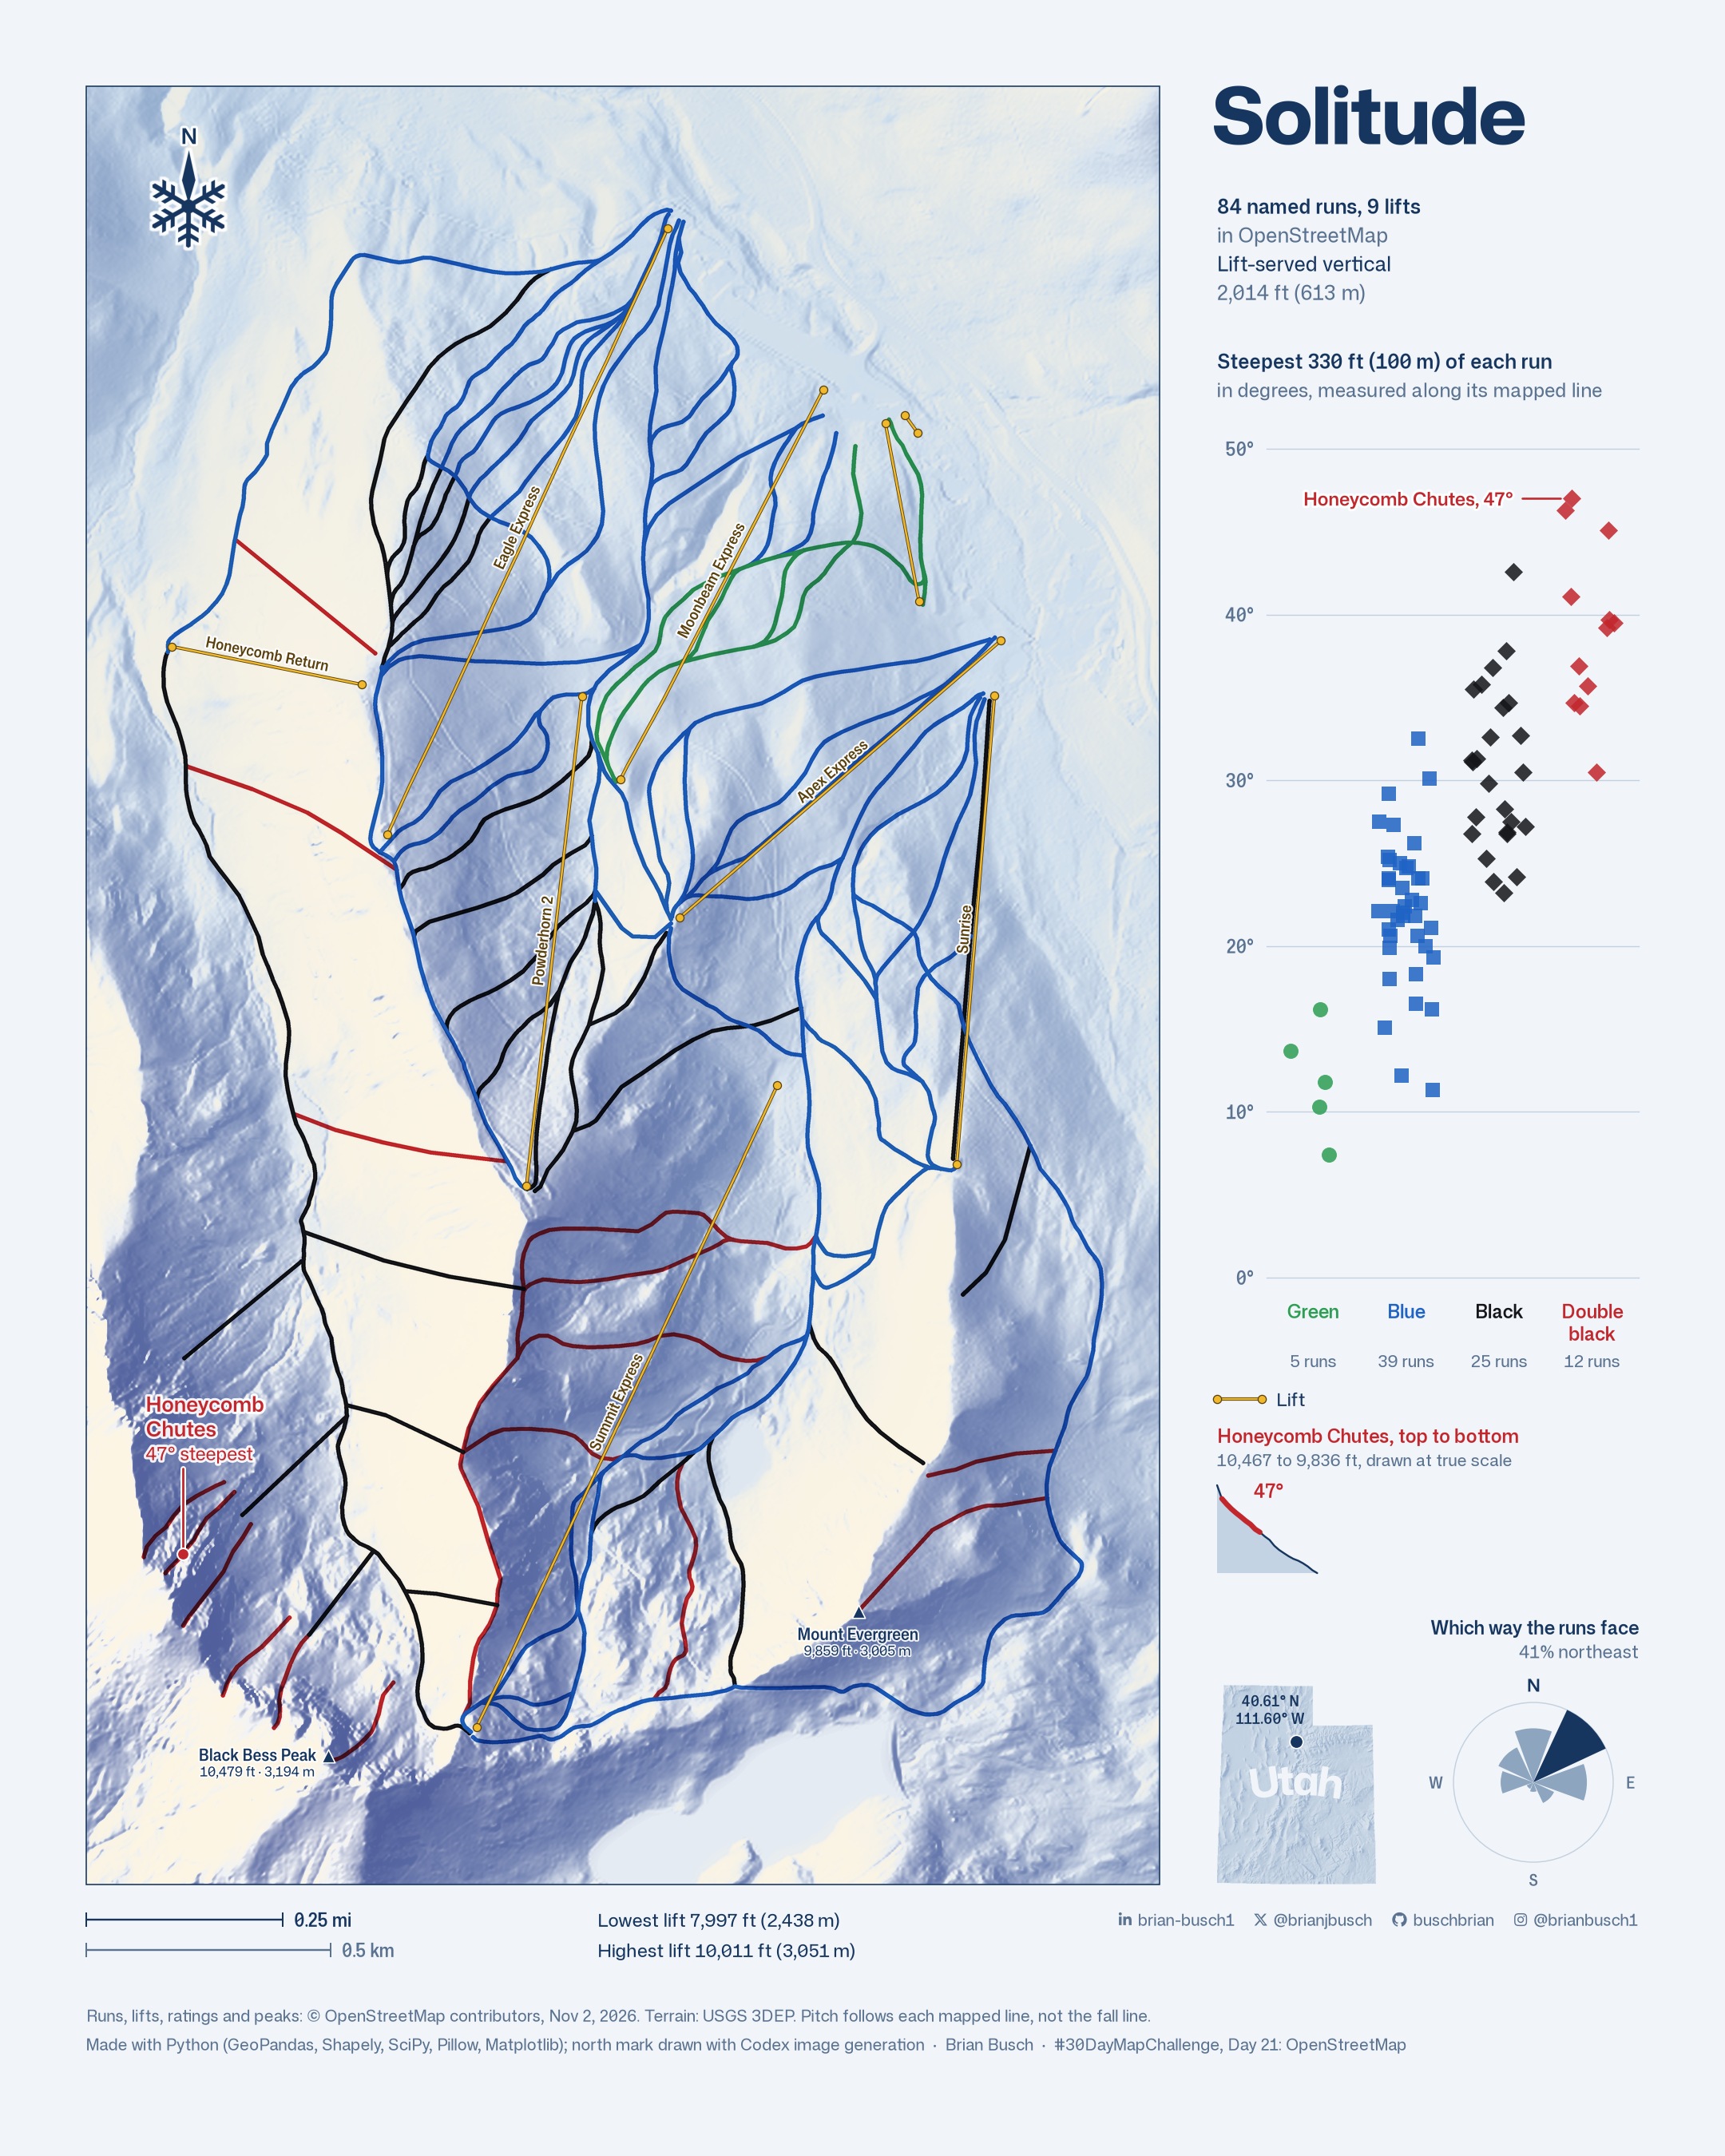 Solitude
84 named runs, 9 lifts
in OpenStreetMap
Lift-served vertical
2,014 ft (613 m)
Steepest 330 ft (100 m) of each run
in degrees, measured along its mapped line
50°
Honeycomb Chutes, 47°
40°
30°
20°
10°
0°
Green
Blue
Black
Double
black
5 runs
39 runs
25 runs
12 runs
Lift
Honeycomb Chutes, top to bottom
10,467 to 9,836 ft, drawn at true scale
47°
Which way the runs face
41% northeast
N
W
E
S
40.61° N
111.60° W
Utah
N
Eagle Express
Moonbeam Express
Honeycomb Return
Apex Express
Powderhorn 2
Sunrise
Summit Express
Honeycomb
Chutes
47° steepest
Mount Evergreen
9,859 ft · 3,005 m
Black Bess Peak
10,479 ft · 3,194 m
0.25 mi
0.5 km
Lowest lift 7,997 ft (2,438 m)
Highest lift 10,011 ft (3,051 m)
brian-busch1
@brianjbusch
buschbrian
@brianbusch1
Runs, lifts, ratings and peaks: © OpenStreetMap contributors, Nov 2, 2026. Terrain: USGS 3DEP. Pitch follows each mapped line, not the fall line.
Made with Python (GeoPandas, Shapely, SciPy, Pillow, Matplotlib); north mark drawn with Codex image generation · Brian Busch · #30DayMapChallenge, Day 21: OpenStreetMap